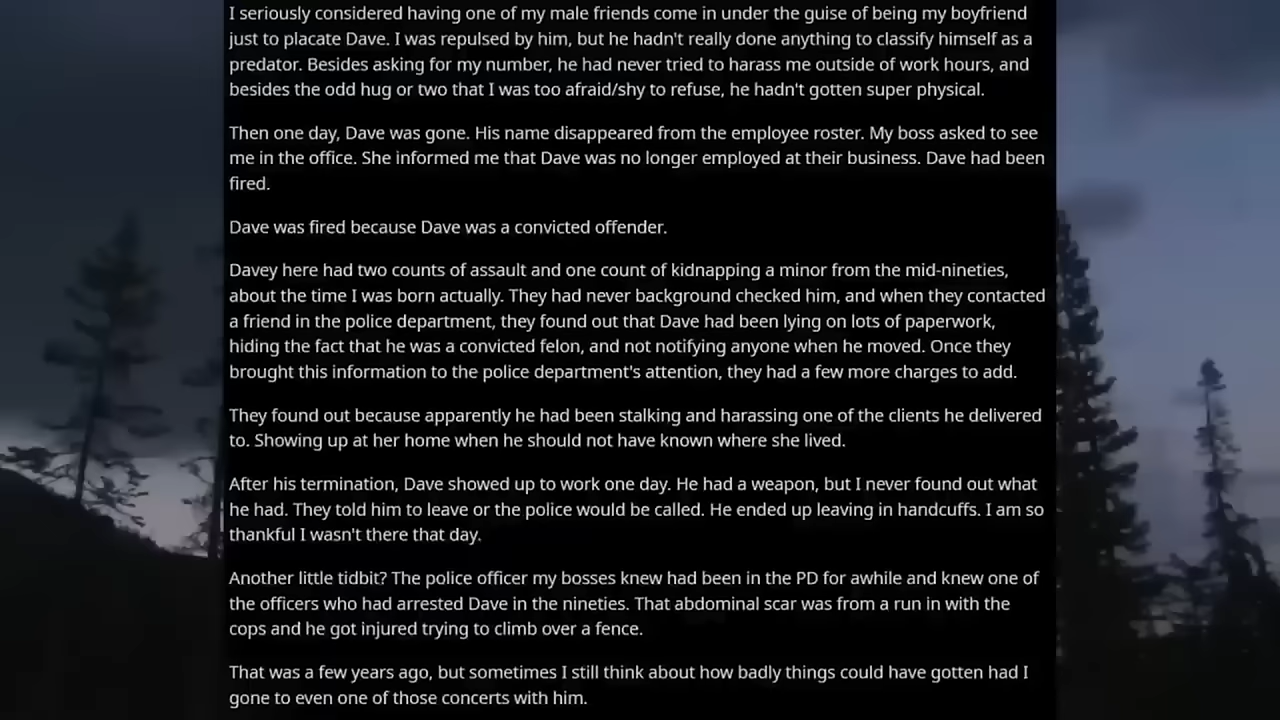 I seriously considered having one of my male friends come in under the guise of being my boyfriend
just to placate Dave. I was repulsed by him, but he hadn't really done anything to classify himself as a
predator. Besides asking for my number, he had never tried to harass me outside of work hours, and
besides the odd hug or two that I was too afraid/shy to refuse, he hadn't gotten super physical.
Then one day, Dave was gone. His name disappeared from the employee roster. My boss asked to see
me in the office. She informed me that Dave was no longer employed at their business. Dave had been
fired.
Dave was fired because Dave was a convicted offender.
Davey here had two counts of assault and one count of kidnapping a minor from the mid-nineties,
about the time I was born actually. They had never background checked him, and when they contacted
a friend in the police department, they found out that Dave had been lying on lots of paperwork,
hiding the fact that he was a convicted felon, and not notifying anyone when he moved. Once they
brought this information to the police department's attention, they had a few more charges to add.
They found out because apparently he had been stalking and harassing one of the clients he delivered
to. Showing up at her home when he should not have known where she lived.
After his termination, Dave showed up to work one day. He had a weapon, but I never found out what
he had. They told him to leave or the police would be called. He ended up leaving in handcuffs. I am so
thankful I wasn't there that day.
Another little tidbit? The police officer my bosses knew had been in the PD for awhile and knew one of
the officers who had arrested Dave in the nineties. That abdominal scar was from a run in with the
cops and he got injured trying to climb over a fence.
That was a few years ago, but sometimes I still think about how badly things could have gotten had I
gone to even one of those concerts with him.